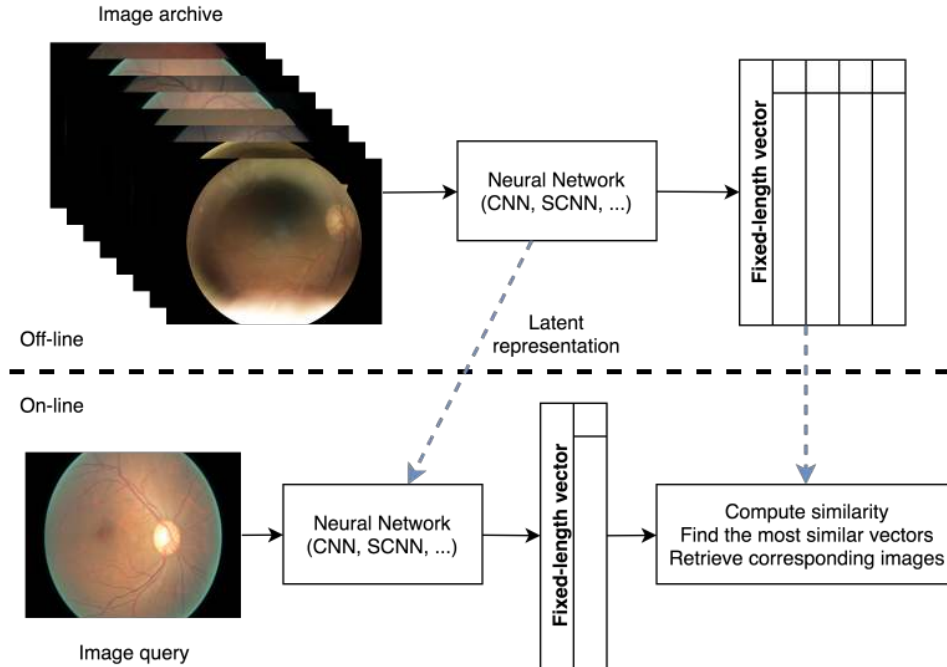 Image archive
Neural Network
(CNN, SCNN, ...)
Fixed-length vector
Off-line
Latent
representation
On-line
Neural Network
(CNN, SCNN, ...)
Fixed-length vector
Compute similarity
Find the most similar vectors
Retrieve corresponding images
Image query